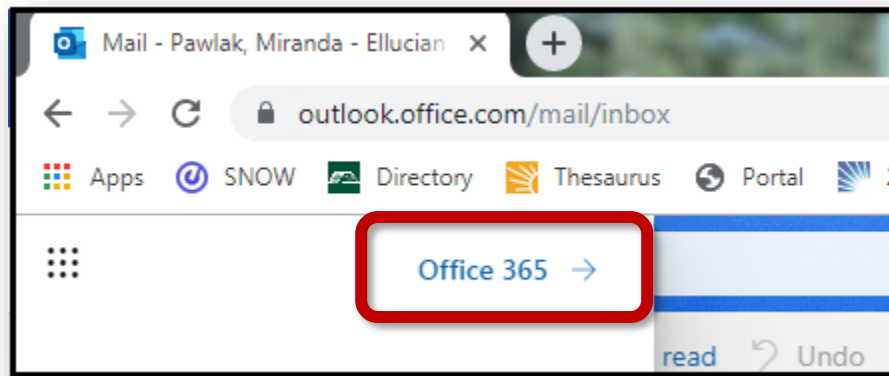 Mail - Pawlak, Miranda - Ellucian
outlook.office.com/mail/inbox
Apps SNOW Directory Thesaurus Portal
Office 365 →
read Undo